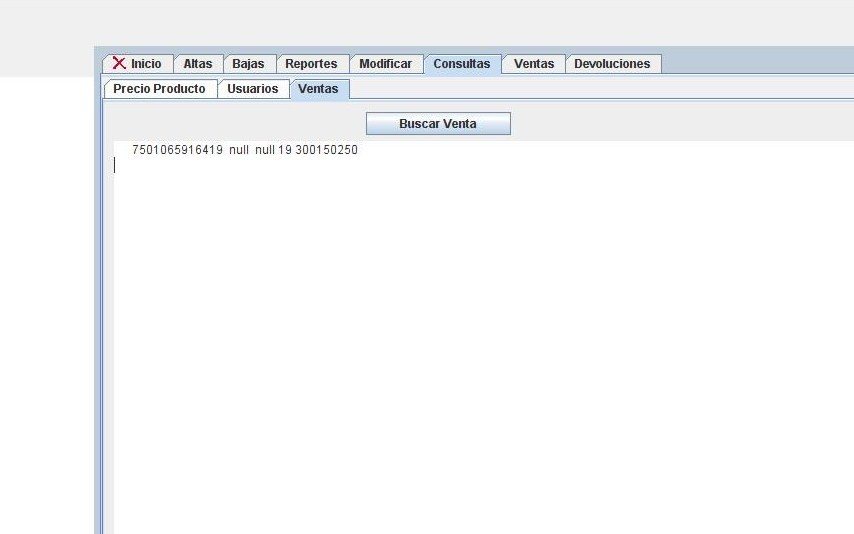 Inicio Altas Bajas Reportes Modificar Consultas Ventas Devoluciones
Precio Producto Usuarios Ventas
Buscar Venta
7501065916419 null null 19 300150250